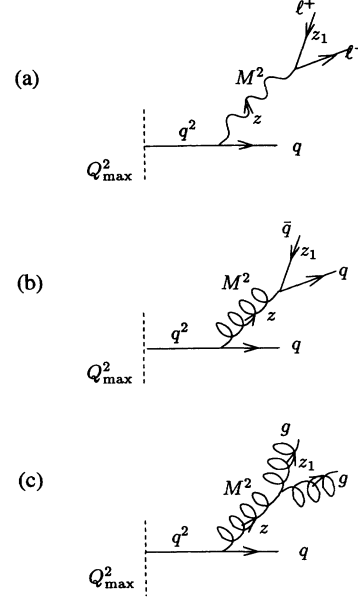 (a)
ℓ⁺
z₁
ℓ⁻
M²
z
q²
q
Q²max
(b)
q̄
z₁
q
M²
z
q²
q
Q²max
(c)
g
z₁
g
M²
z
q²
q
Q²max